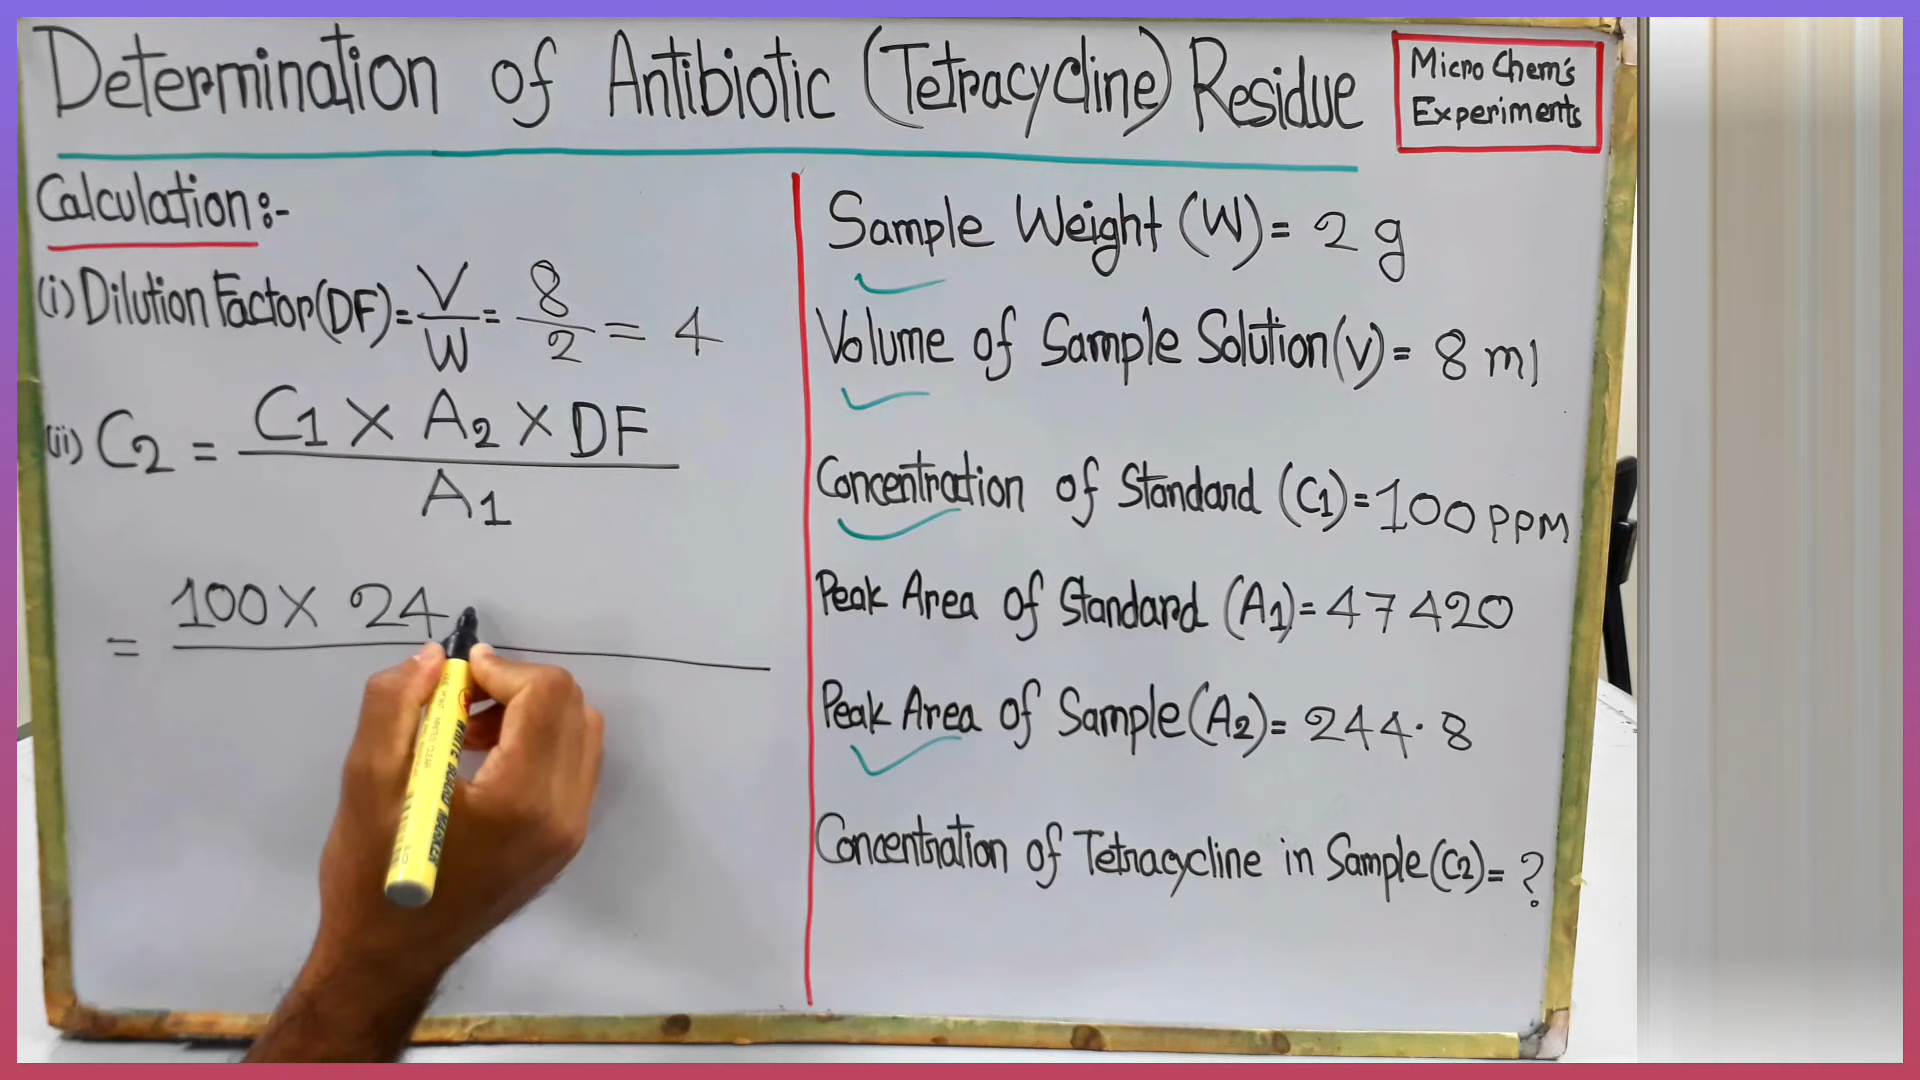 Determination of Antibiotic (Tetracycline) Residue
Micro Chem's
Experiments
Calculation:-
(i) Dilution Factor(DF)= V/W = 8/2 = 4
(ii) C2 = C1 X A2 X DF
A1
= 100 X 24
Sample Weight (W)= 2 g
Volume of Sample Solution(V)= 8 ml
Concentration of Standard (C1)=100 PPM
Peak Area of Standard (A1)= 47420
Peak Area of Sample(A2)= 244.8
Concentration of Tetracycline in Sample(C2)= ?
WHITE BOARD MARKER